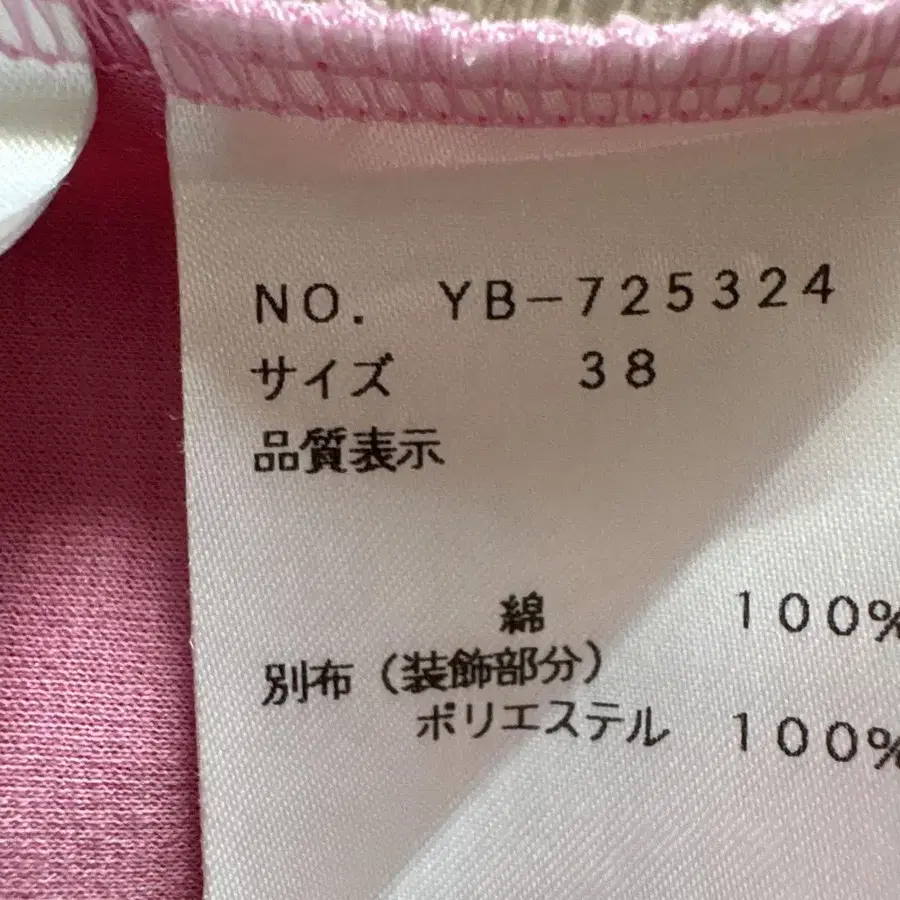 NO. YB-725324
サイズ 38
品質表示
綿 100%
別布(装飾部分)
ポリエステル 100%